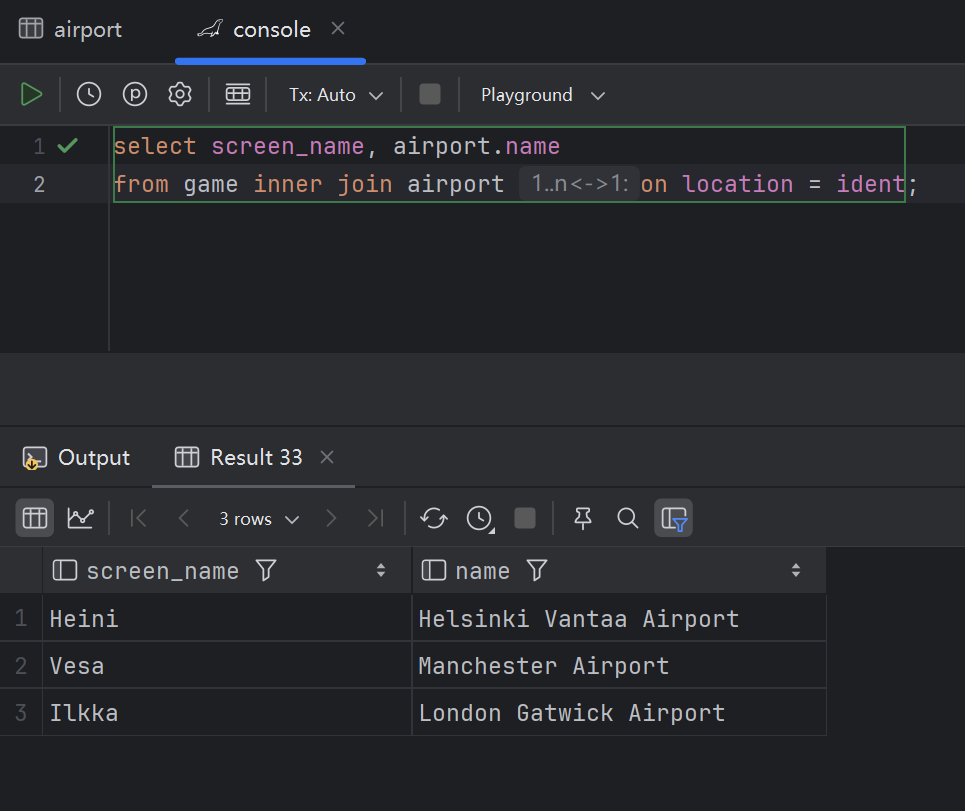 airport console
Tx: Auto Playground
1 select screen_name, airport.name
2 from game inner join airport 1..n<->1: on location = ident;
Output Result 33
3 rows
screen_name name
1 Heini Helsinki Vantaa Airport
2 Vesa Manchester Airport
3 Ilkka London Gatwick Airport